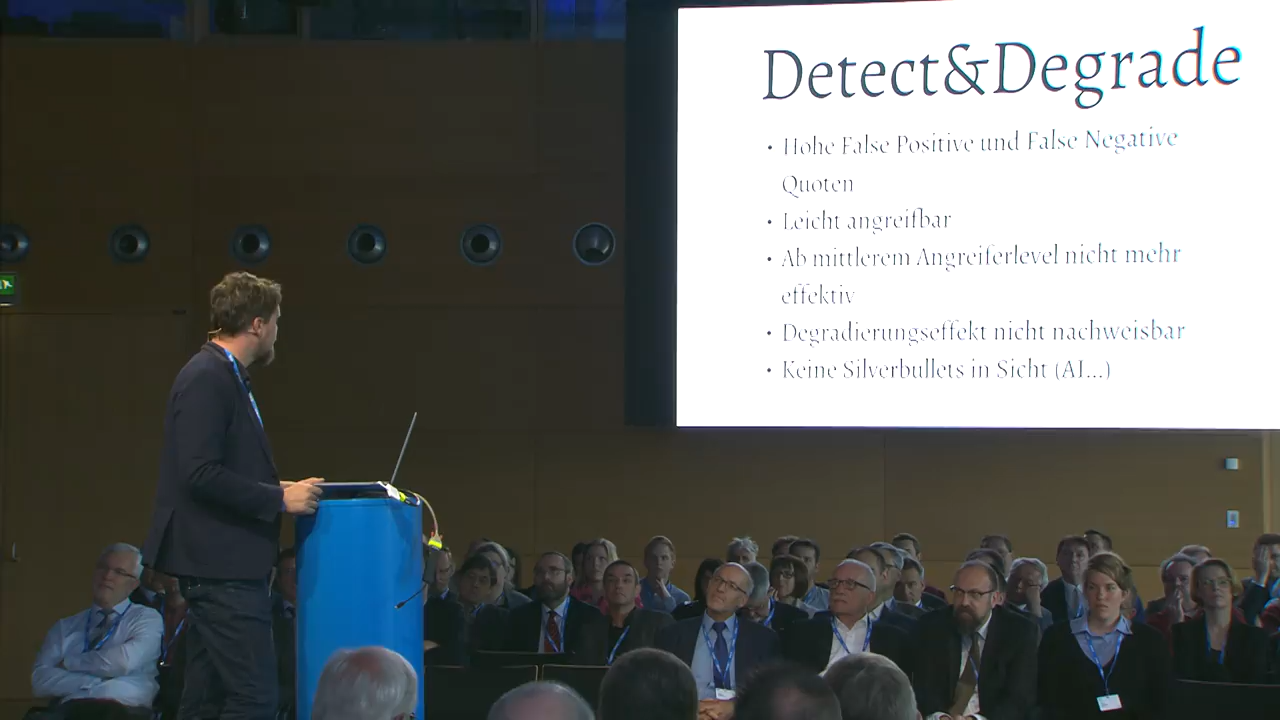 Detect&Degrade
• Hohe False Positive und False Negative
Quoten
• Leicht angreifbar
• Ab mittlerem Angreiferlevel nicht mehr
effektiv
• Degradierungseffekt nicht nachweisbar
• Keine Silverbullets in Sicht (AI...)